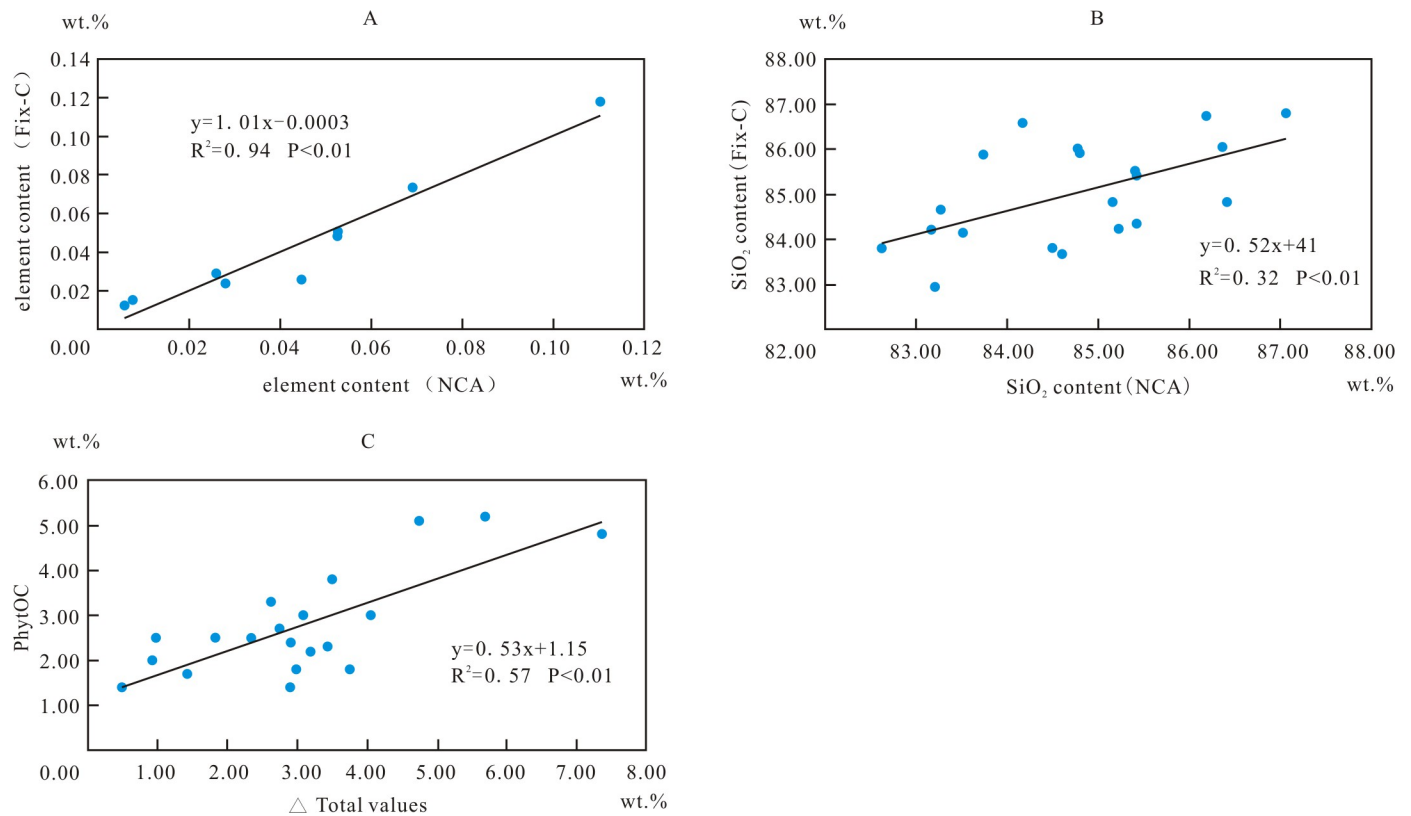 wt.%
A
element content（Fix-C）
0.14
0.12
0.10
0.08
0.06
0.04
0.02
0.00
y=1. 01x−0.0003
R²=0. 94 P<0.01
0.02
0.04
0.06
0.08
0.10
0.12
element content （NCA）
wt.%
wt.%
B
SiO₂ content(Fix-C)
88.00
87.00
86.00
85.00
84.00
83.00
82.00
y=0. 52x+41
R²=0. 32 P<0.01
83.00
84.00
85.00
86.00
87.00
88.00
SiO₂ content(NCA)
wt.%
wt.%
C
PhytOC
6.00
5.00
4.00
3.00
2.00
1.00
0.00
y=0. 53x+1.15
R²=0. 57 P<0.01
1.00
2.00
3.00
4.00
5.00
6.00
7.00
8.00
△ Total values
wt.%